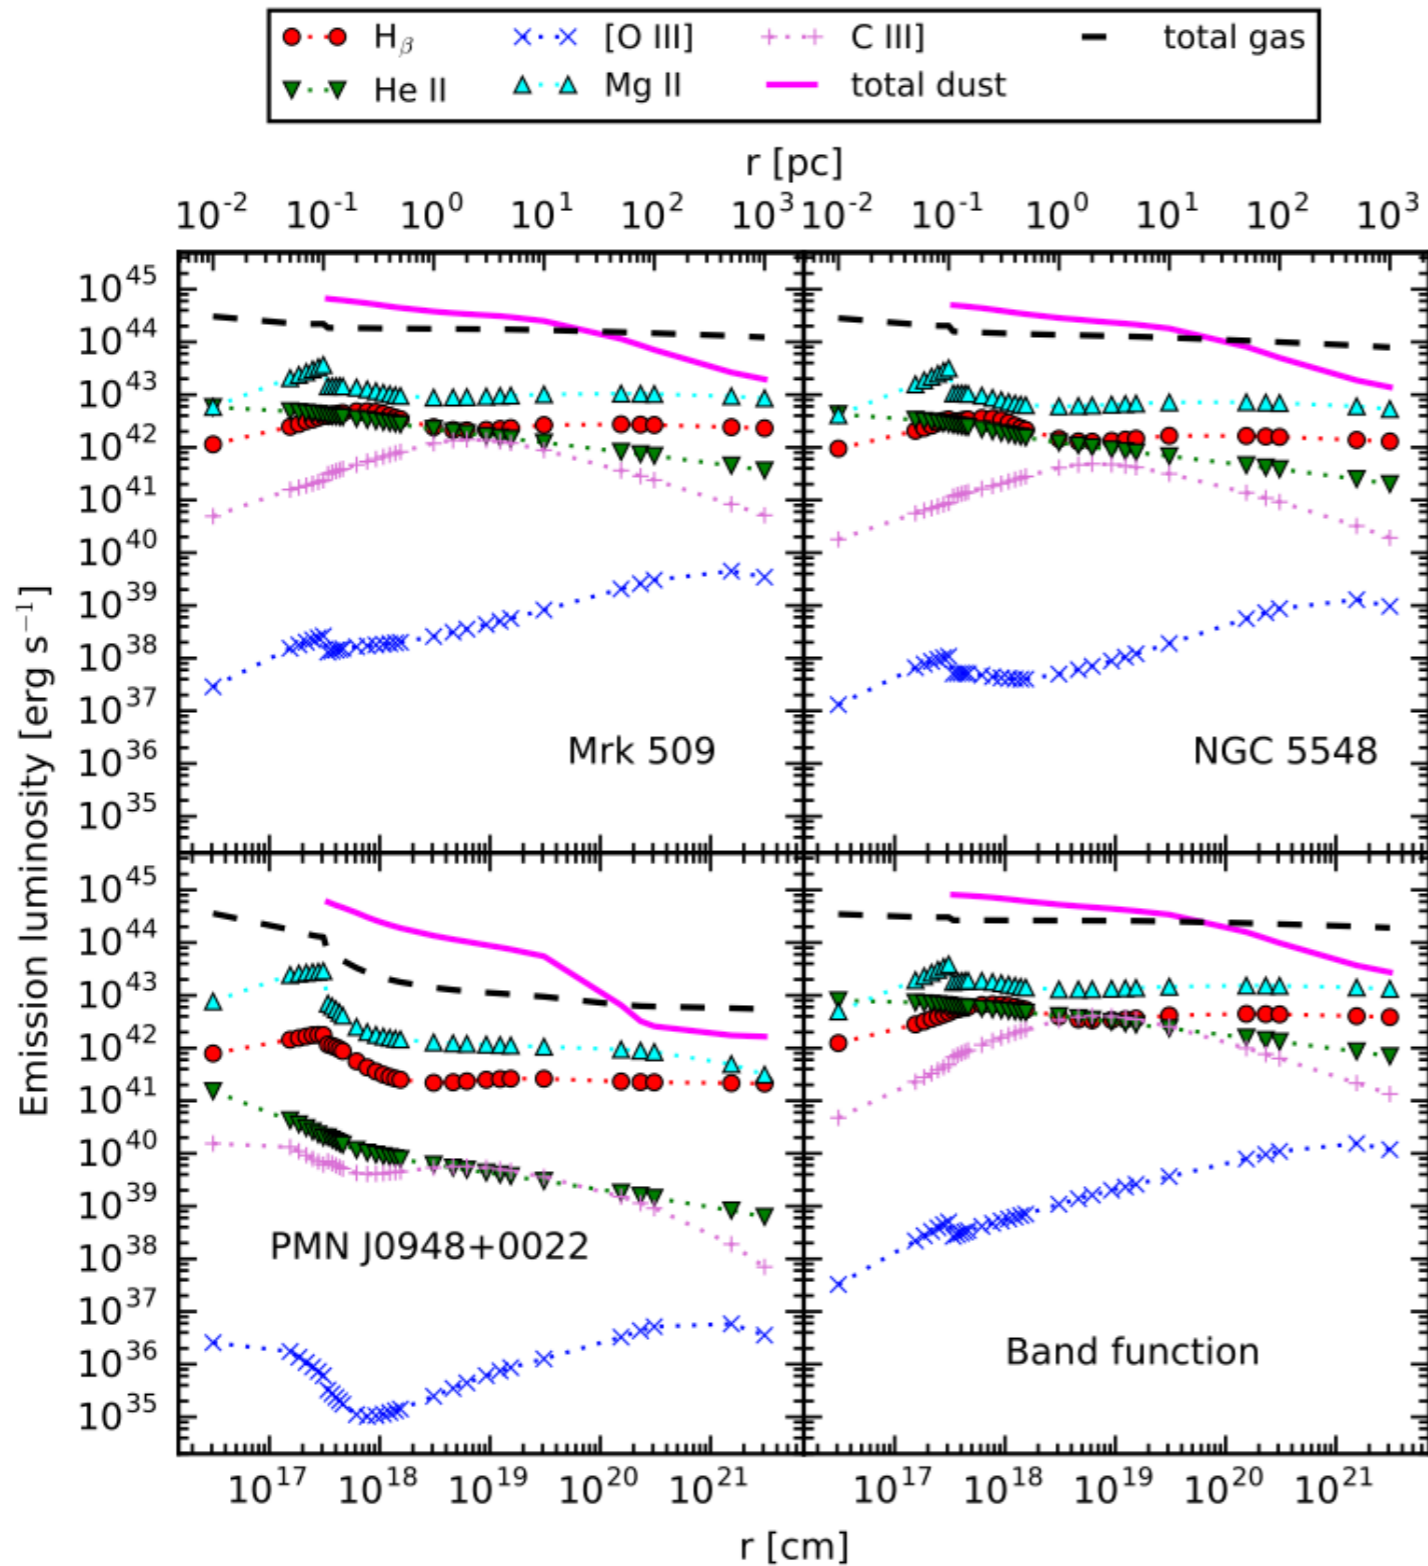 Hβ [O III] C III] total gas
He II Mg II total dust
r [pc]
10⁻² 10⁻¹ 10⁰ 10¹ 10² 10³ 10⁻² 10⁻¹ 10⁰ 10¹ 10² 10³
10⁴⁵
10⁴⁴
10⁴³
10⁴²
10⁴¹
10⁴⁰
10³⁹
10³⁸
10³⁷
10³⁶
10³⁵
Mrk 509 NGC 5548
Emission luminosity [erg s⁻¹]
10⁴⁵
10⁴⁴
10⁴³
10⁴²
10⁴¹
10⁴⁰
10³⁹
10³⁸
10³⁷
10³⁶
10³⁵
PMN J0948+0022
Band function
10¹⁷ 10¹⁸ 10¹⁹ 10²⁰ 10²¹ 10¹⁷ 10¹⁸ 10¹⁹ 10²⁰ 10²¹
r [cm]